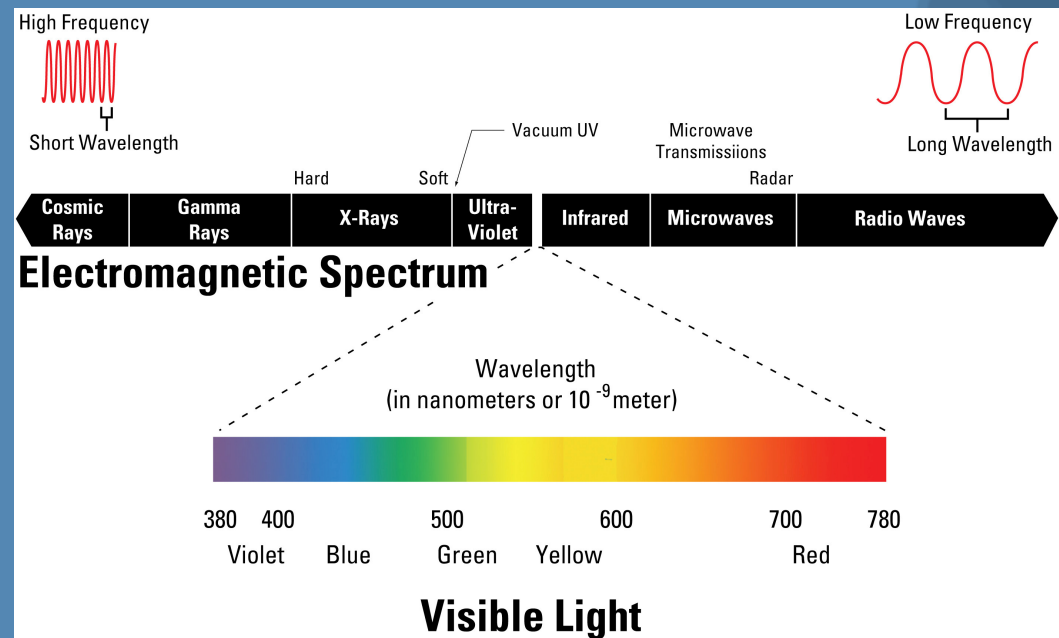 High Frequency
Short Wavelength
Low Frequency
Long Wavelength
Vacuum UV
Microwave
Transmissiions
Hard
Soft
Radar
Cosmic
Rays
Gamma
Rays
X-Rays
Ultra-
Violet
Infrared
Microwaves
Radio Waves
Electromagnetic Spectrum
Wavelength
(in nanometers or 10 -9 meter)
380 400 500 600 700 780
Violet Blue Green Yellow Red
Visible Light